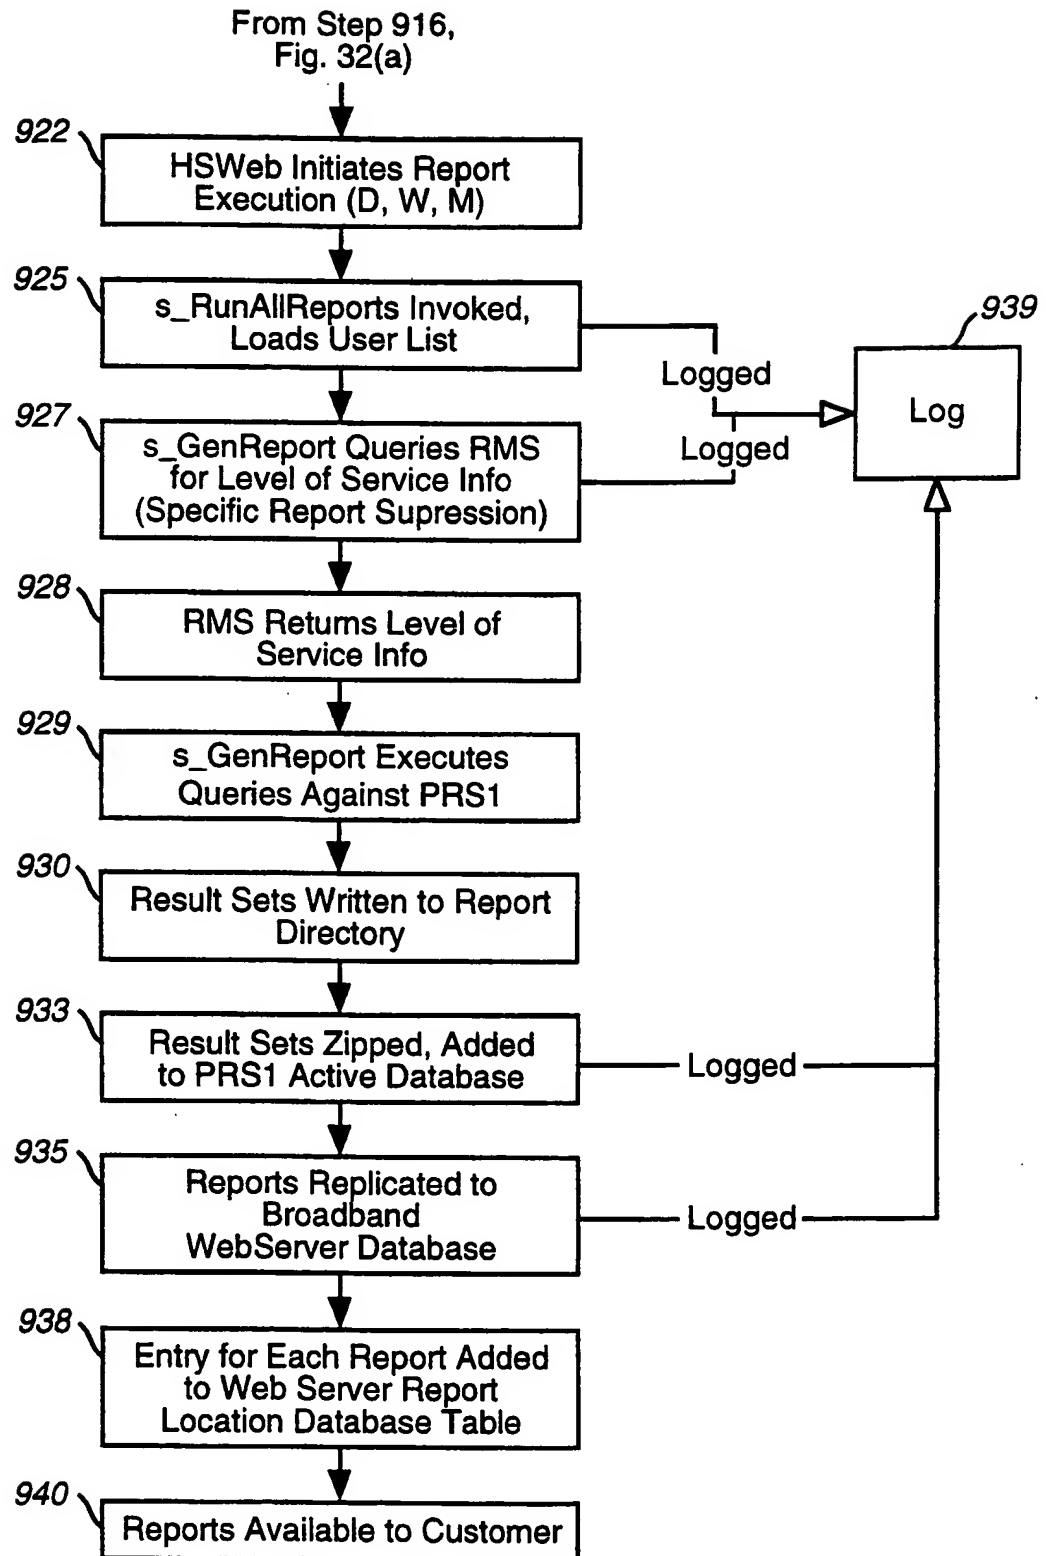 From Step 916,
Fig. 32(a)
922
HSWeb Initiates Report
Execution (D, W, M)
925
s_RunAllReports Invoked,
Loads User List
Logged
939
Log
927
s_GenReport Queries RMS
for Level of Service Info
(Specific Report Supression)
Logged
928
RMS Returns Level of
Service Info
929
s_GenReport Executes
Queries Against PRS1
930
Result Sets Written to Report
Directory
933
Result Sets Zipped, Added
to PRS1 Active Database
Logged
935
Reports Replicated to
Broadband
WebServer Database
Logged
938
Entry for Each Report Added
to Web Server Report
Location Database Table
940
Reports Available to Customer